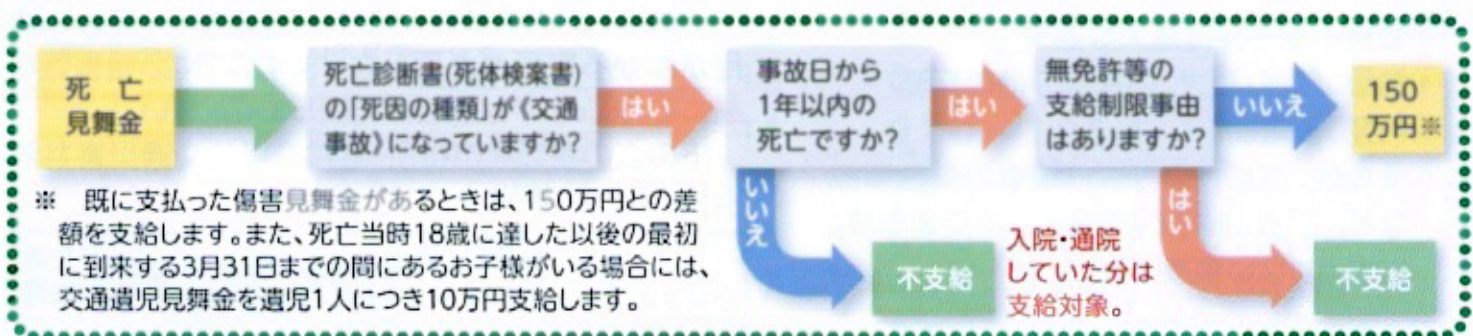 死亡
見舞金
死亡診断書(死体検案書)
の「死因の種類」が《交通
事故》になっていますか?
はい
事故日から
1年以内の
死亡ですか?
はい
無免許等の
支給制限事由
はありますか?
いいえ
150
万円※
※ 既に支払った傷害見舞金があるときは、150万円との差
額を支給します。また、死亡当時18歳に達した以後の最初
に到来する3月31日までの間にあるお子様がいる場合には、
交通遺児見舞金を遺児1人につき10万円支給します。
いいえ
不支給
入院・通院
していた分は
支給対象。
はい
不支給